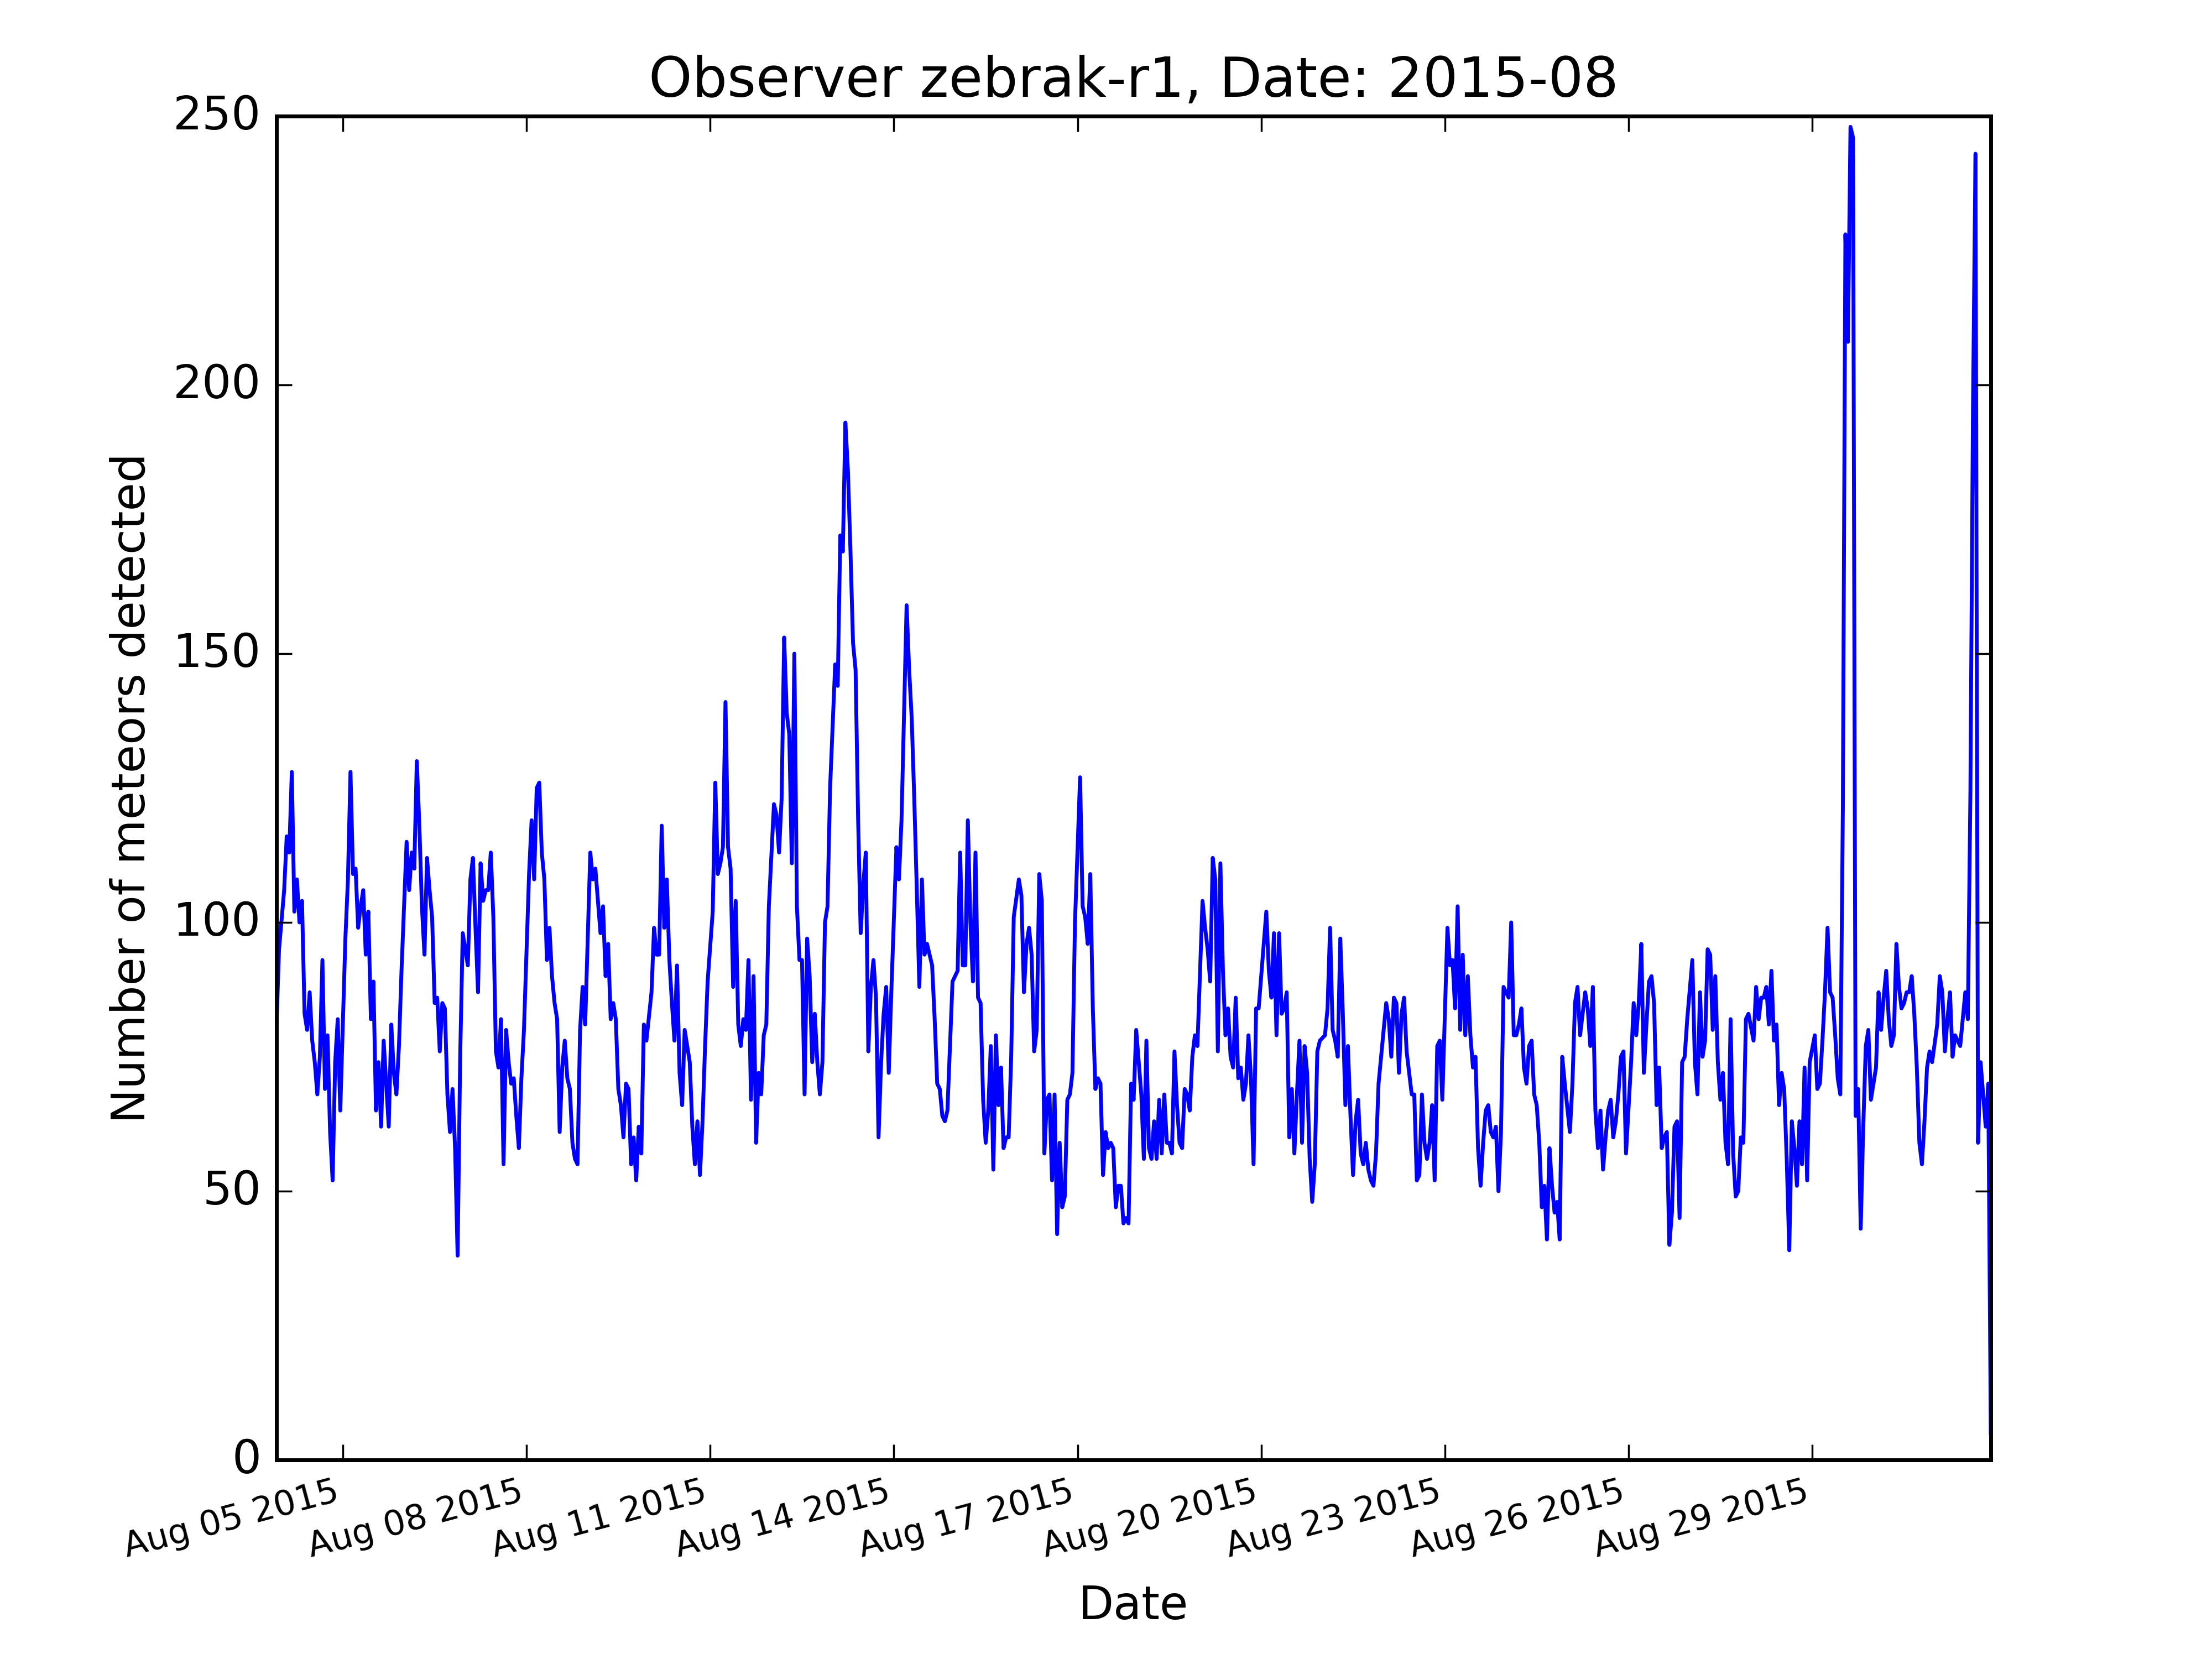 Observer zebrak-r1, Date: 2015-08
250
200
150
100
50
0
Number of meteors detected
Aug 05 2015
Aug 08 2015
Aug 11 2015
Aug 14 2015
Aug 17 2015
Aug 20 2015
Aug 23 2015
Aug 26 2015
Aug 29 2015
Date